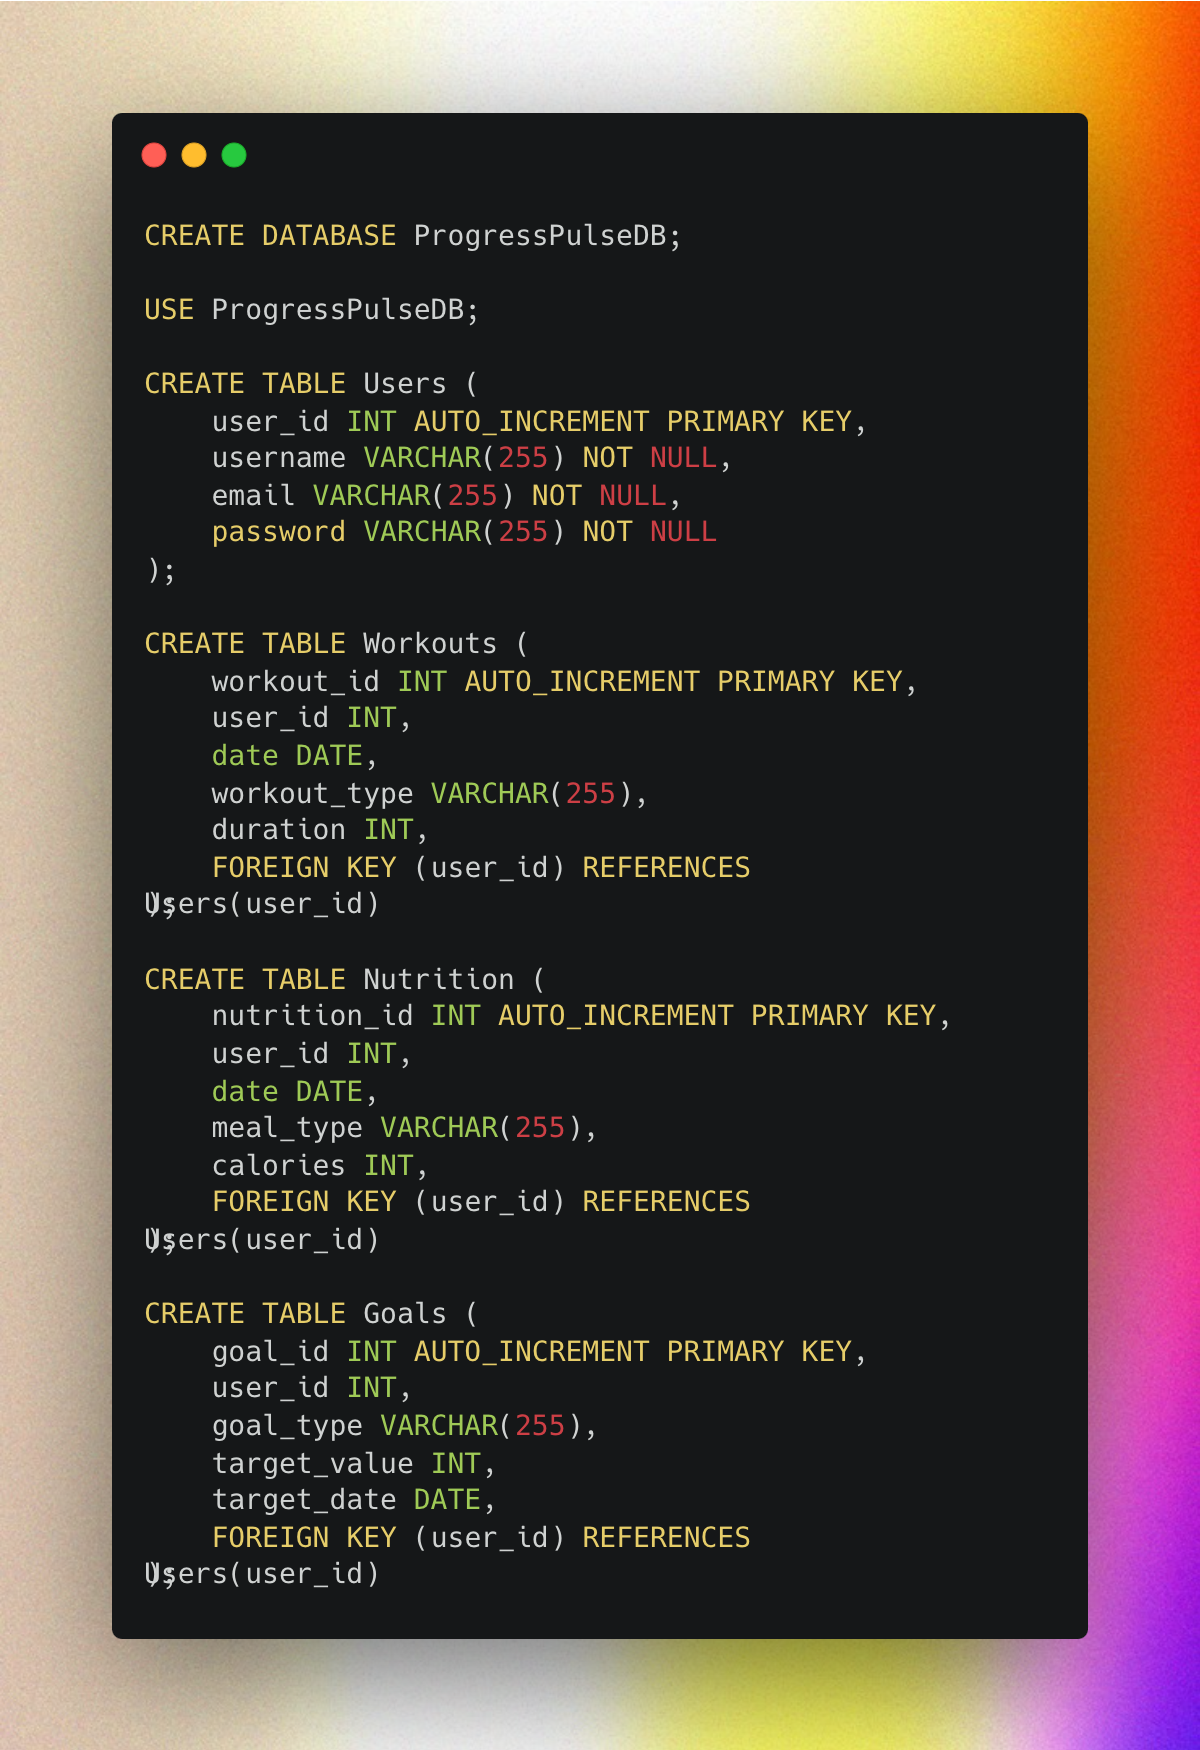 CREATE DATABASE ProgressPulseDB;
USE ProgressPulseDB;
CREATE TABLE Users (
user_id INT AUTO_INCREMENT PRIMARY KEY,
username VARCHAR(255) NOT NULL,
email VARCHAR(255) NOT NULL,
password VARCHAR(255) NOT NULL
);
CREATE TABLE Workouts (
workout_id INT AUTO_INCREMENT PRIMARY KEY,
user_id INT,
date DATE,
workout_type VARCHAR(255),
duration INT,
FOREIGN KEY (user_id) REFERENCES
Users(user_id)
);
CREATE TABLE Nutrition (
nutrition_id INT AUTO_INCREMENT PRIMARY KEY,
user_id INT,
date DATE,
meal_type VARCHAR(255),
calories INT,
FOREIGN KEY (user_id) REFERENCES
Users(user_id)
);
CREATE TABLE Goals (
goal_id INT AUTO_INCREMENT PRIMARY KEY,
user_id INT,
goal_type VARCHAR(255),
target_value INT,
target_date DATE,
FOREIGN KEY (user_id) REFERENCES
Users(user_id)
);